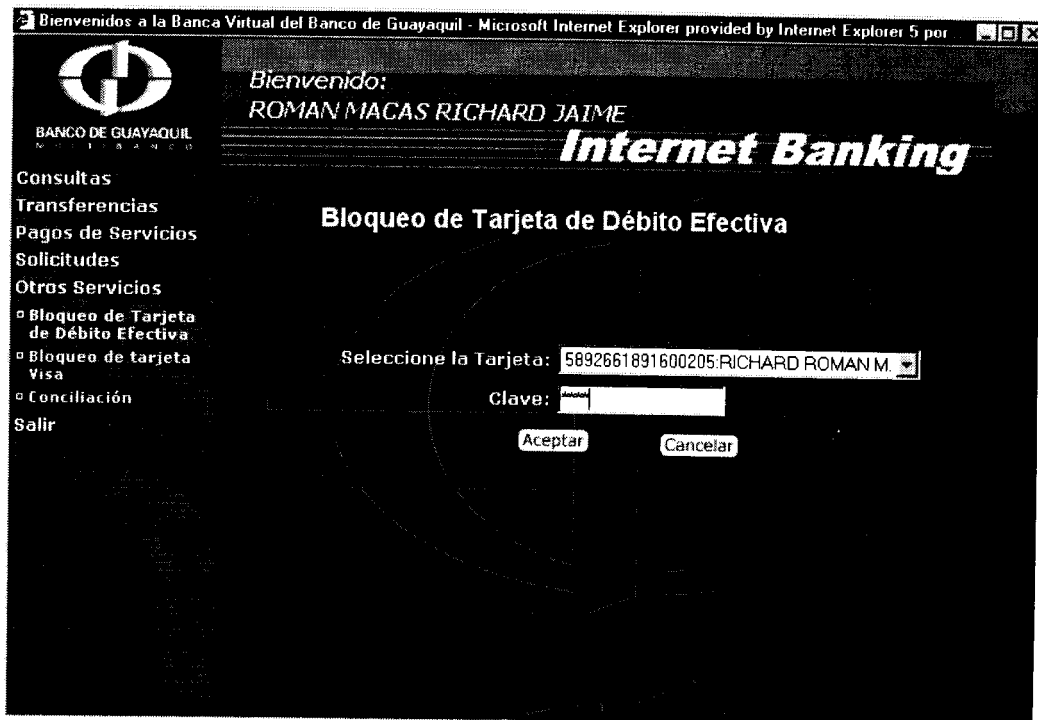 Bienvenidos a la Banca Virtual del Banco de Guayaquil - Microsoft Internet Explorer provided by Internet Explorer 5 por
BANCO DE GUAYAQUIL
MULTIBANCO
Bienvenido:
ROMAN MACAS RICHARD JAIME
Internet Banking
Consultas
Transferencias
Pagos de Servicios
Solicitudes
Otros Servicios
Bloqueo de Tarjeta
de Débito Efectiva
Bloqueo de tarjeta
Visa
Conciliación
Salir
Bloqueo de Tarjeta de Débito Efectiva
Seleccione la Tarjeta: 5892661891600205:RICHARD ROMAN M.
Clave: ****
Aceptar Cancelar